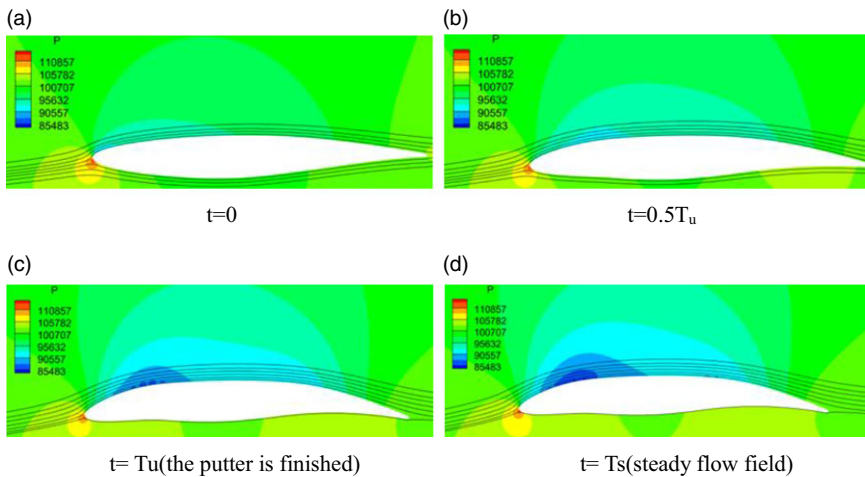 (a)
P
110857
105782
100707
95632
90557
85483
t=0
(b)
P
110857
105782
100707
95632
90557
85483
t=0.5Tu
(c)
P
110857
105782
100707
95632
90557
85483
t= Tu(the putter is finished)
(d)
P
110857
105782
100707
95632
90557
85483
t= Ts(steady flow field)